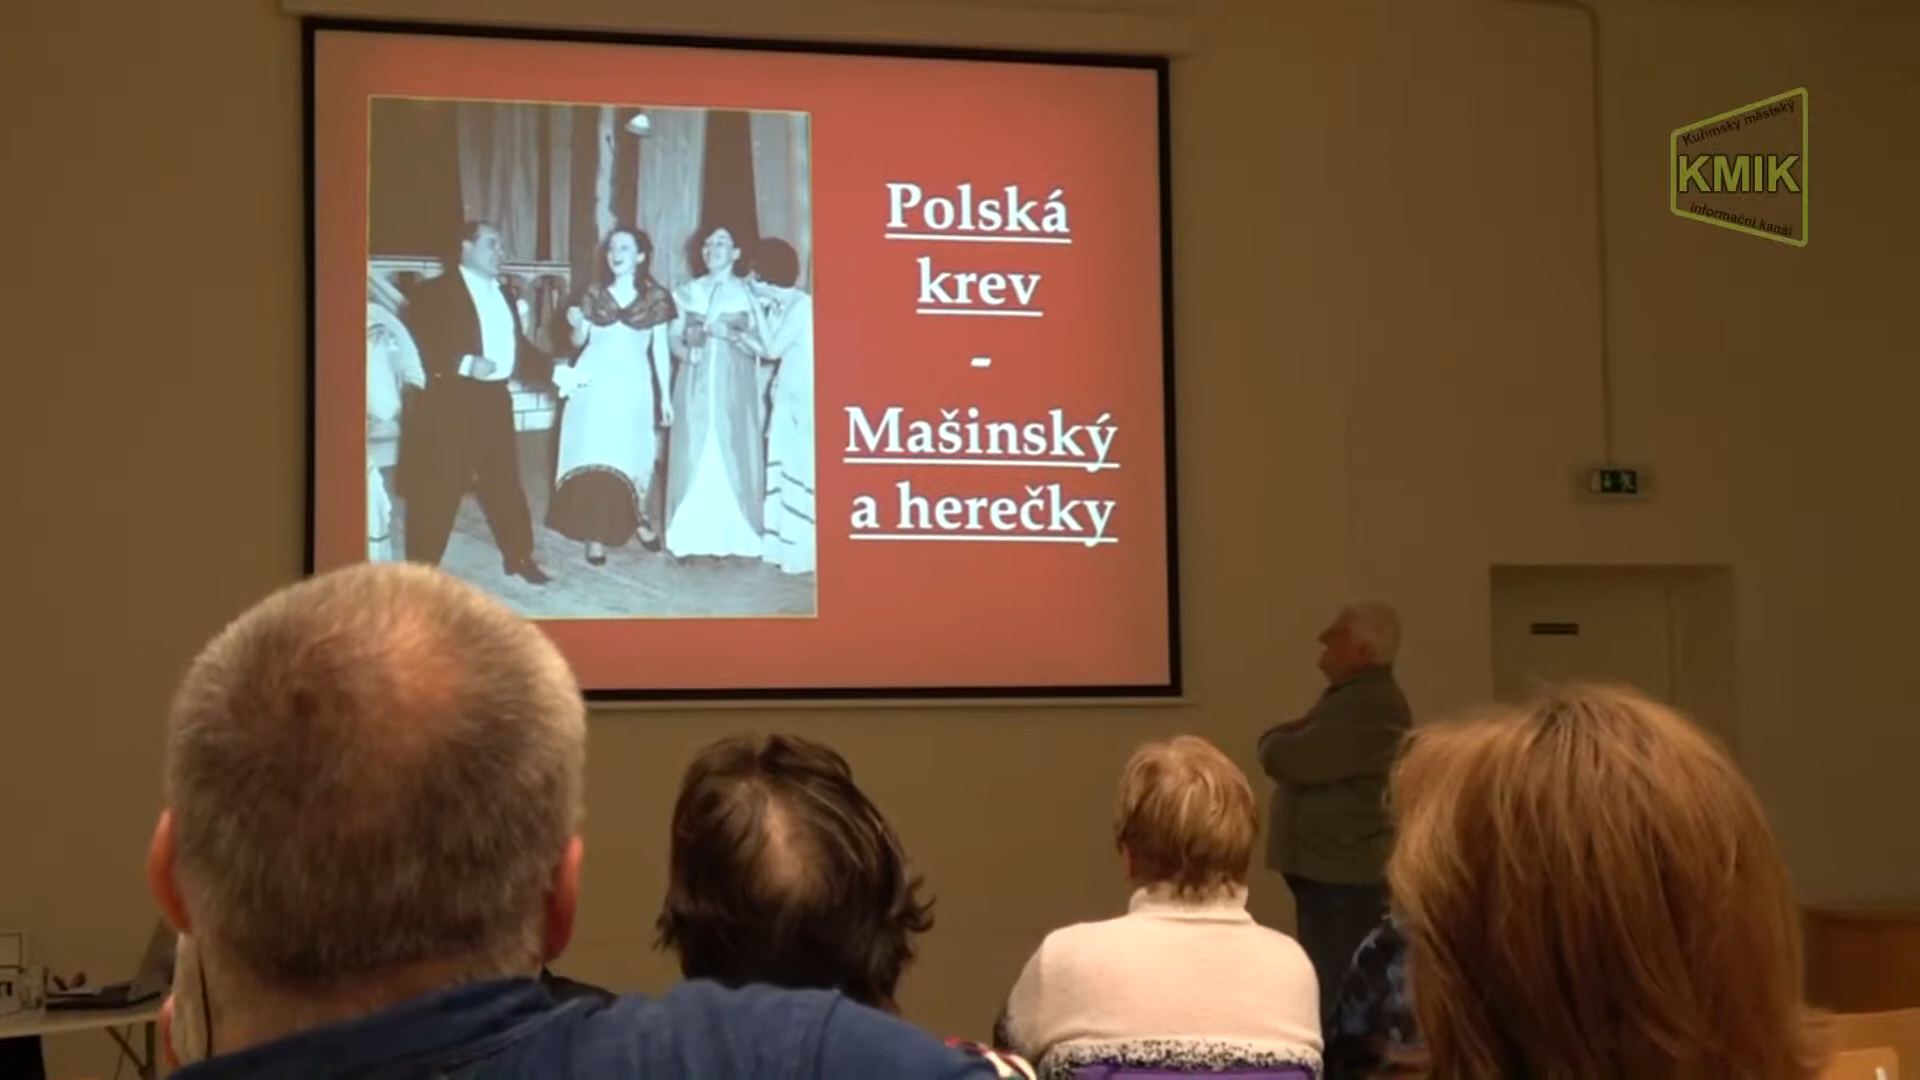 Polská
krev
-
Mašinský
a herečky
Kuřimský městský
KMIK
informační kanál